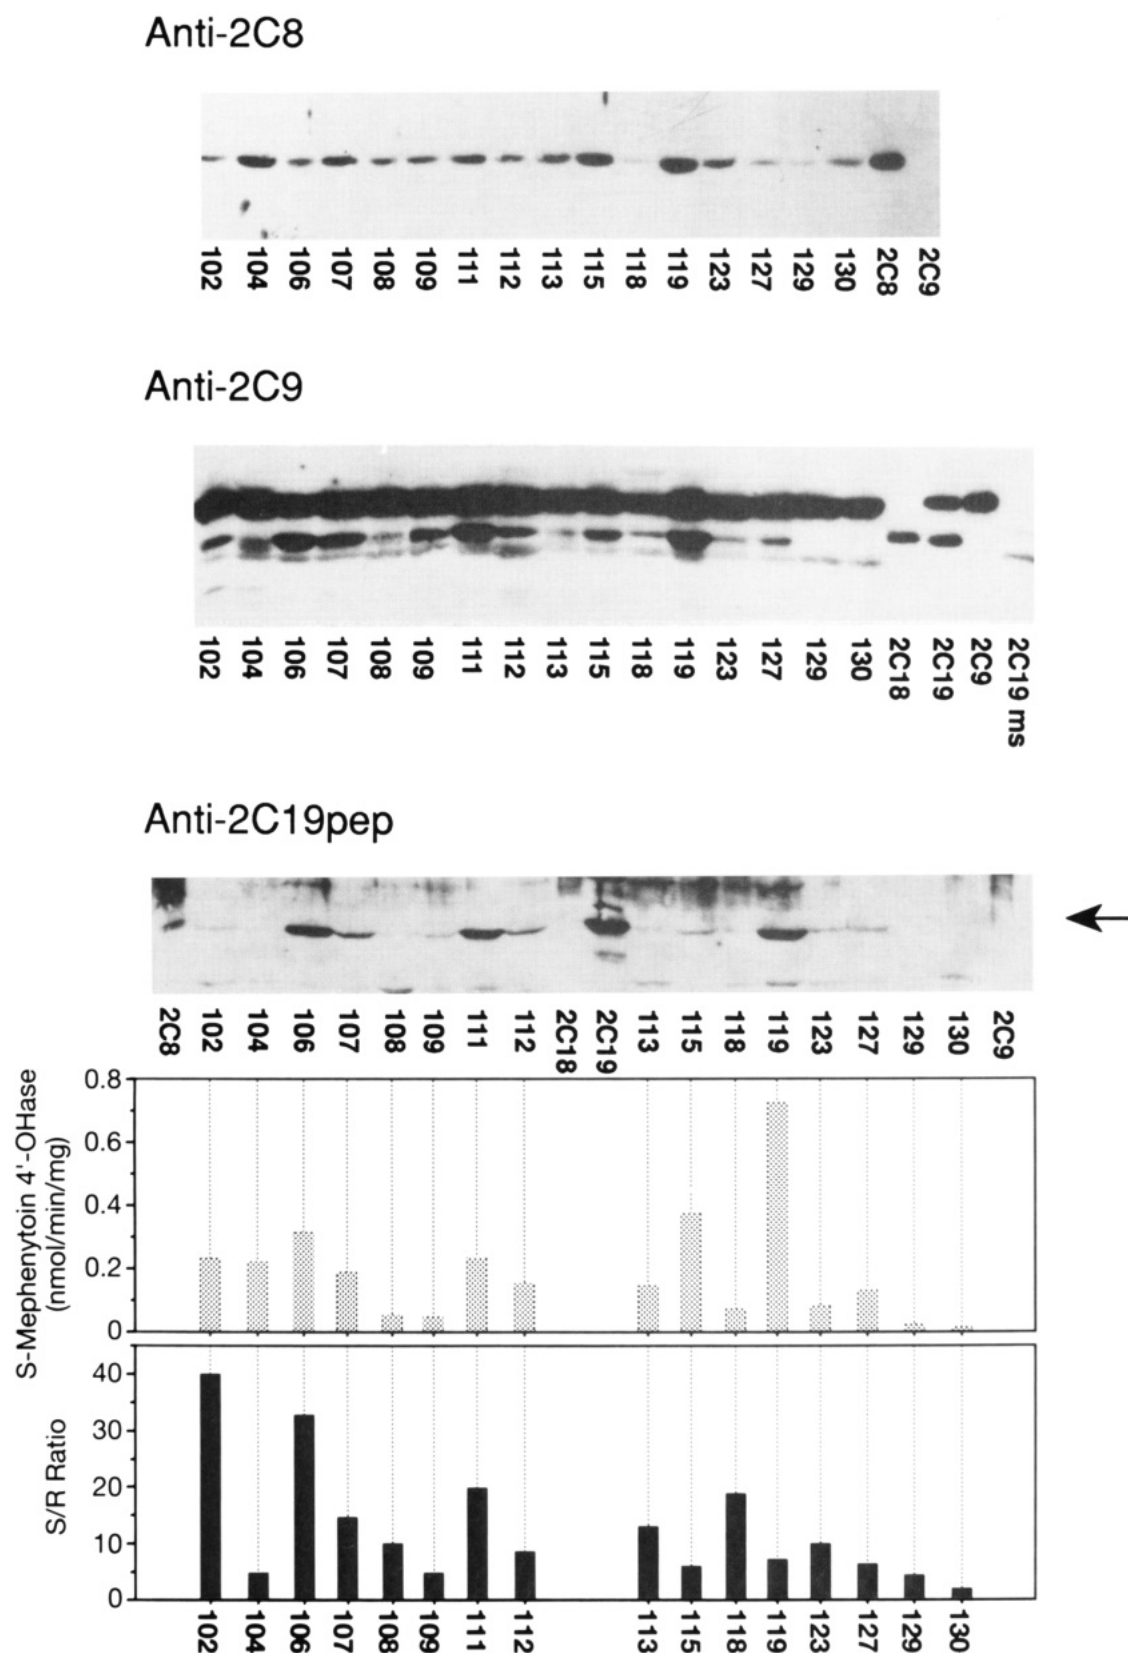 Anti-2C8
102 104 106 107 108 109 111 112 113 115 118 119 123 127 129 130 2C8 2C9
Anti-2C9
102 104 106 107 108 109 111 112 113 115 118 119 123 127 129 130 2C18 2C19 2C9 2C19 ms
Anti-2C19pep
2C8 102 104 106 107 108 109 111 112 2C18 2C19 113 115 118 119 123 127 129 130 2C9
S-Mephenytoin 4'-OHase
(nmol/min/mg)
0.8
0.6
0.4
0.2
0
S/R Ratio
40
30
20
10
0
102 104 106 107 108 109 111 112 113 115 118 119 123 127 129 130